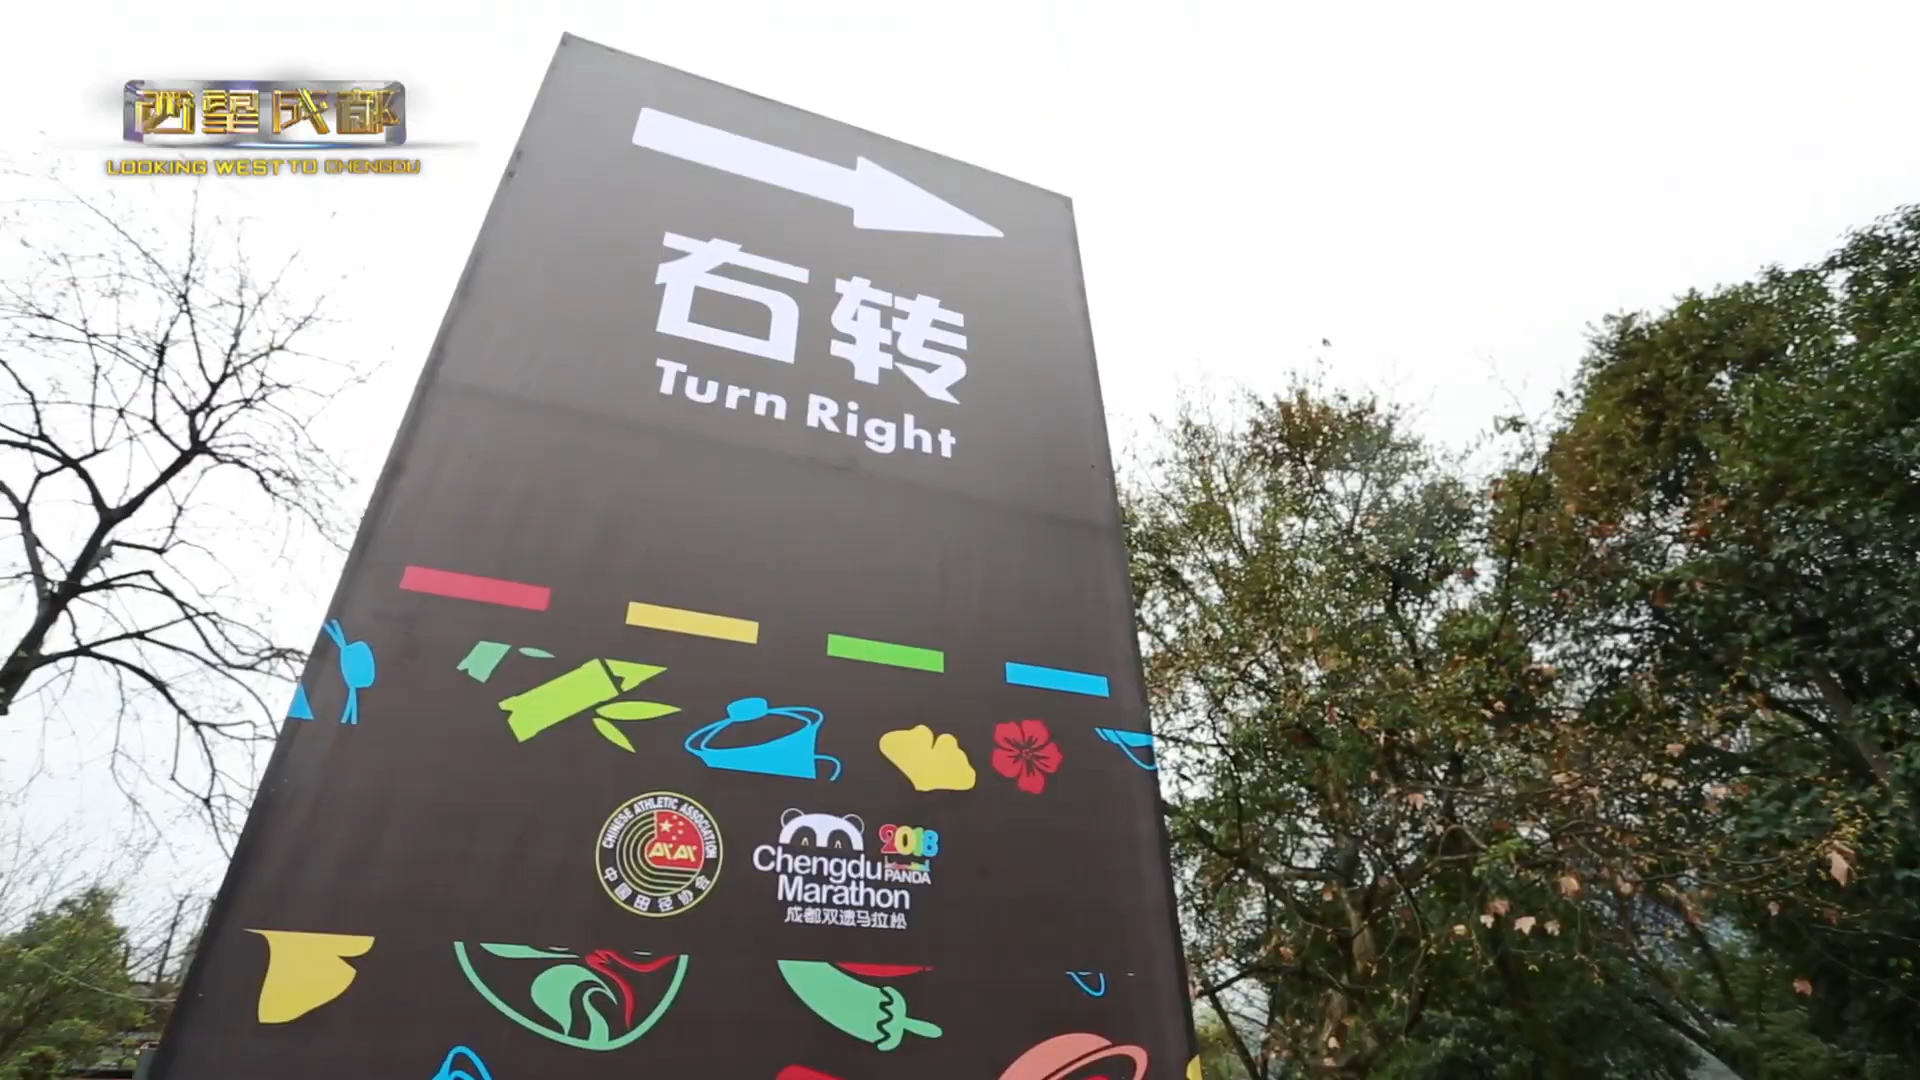 西望成都
LOOKING WEST TO CHENGDU
右转
Turn Right
CHINESE ATHLETIC ASSOCIATION
中国田径协会
2018
Chengdu
PANDA
Marathon
成都双遗马拉松